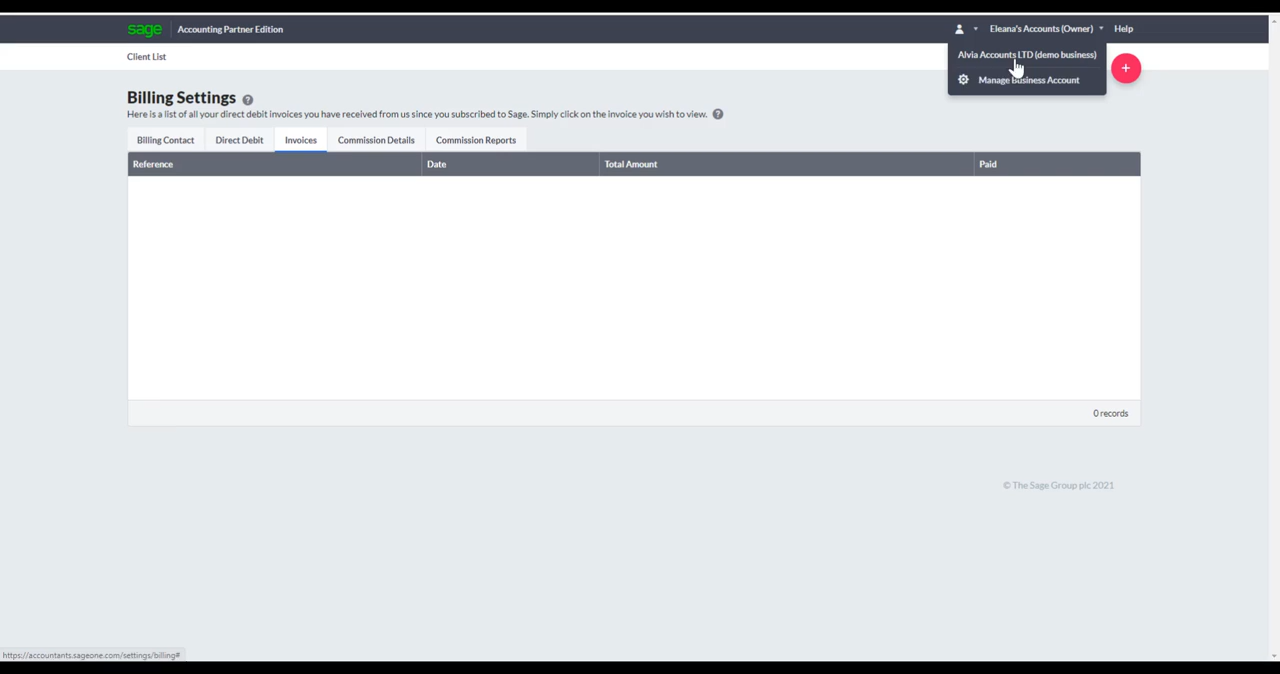 sage Accounting Partner Edition Eleana's Accounts (Owner) Help
Client List
Alvia Accounts LTD (demo business)
+
Manage Business Account
Billing Settings ?
Here is a list of all your direct debit invoices you have received from us since you subscribed to Sage. Simply click on the invoice you wish to view. ?
Billing Contact Direct Debit Invoices Commission Details Commission Reports
Reference Date Total Amount Paid
0 records
© The Sage Group plc 2021
https://accountants.sageone.com/settings/billing#